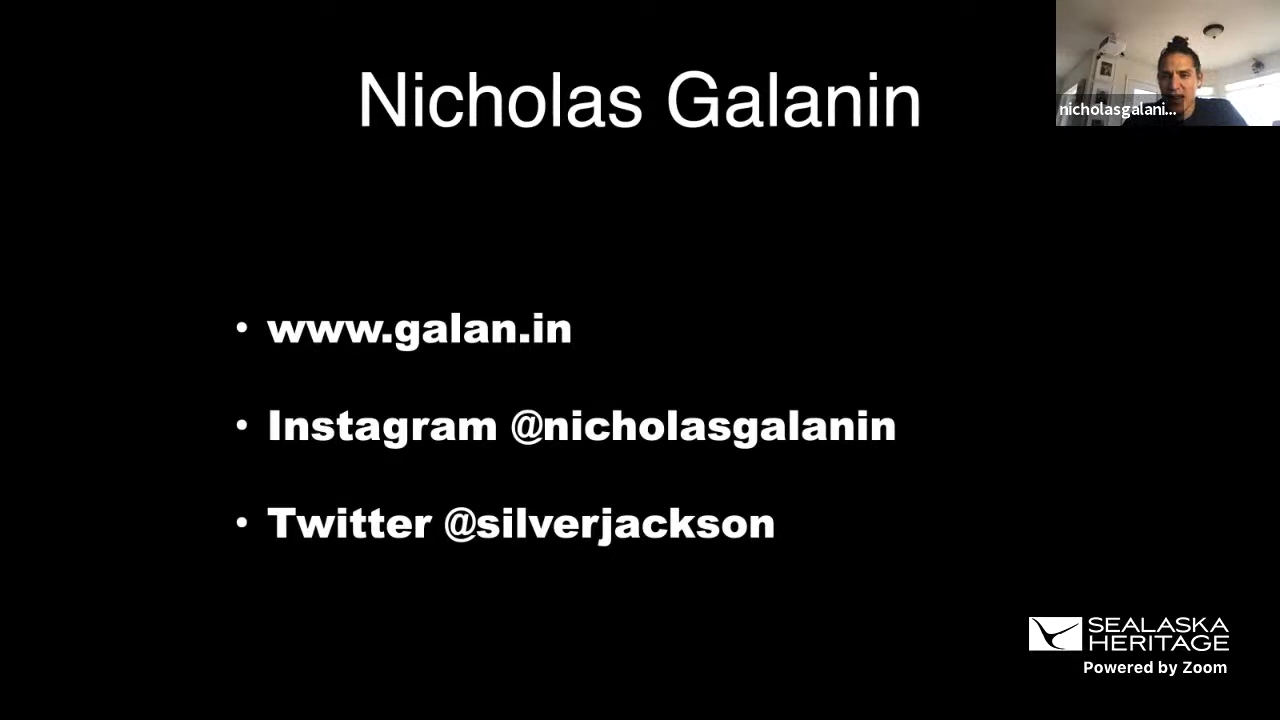 Nicholas Galanin
nicholasgalani...
• www.galan.in
• Instagram @nicholasgalanin
• Twitter @silverjackson
SEALASKA
HERITAGE
Powered by Zoom